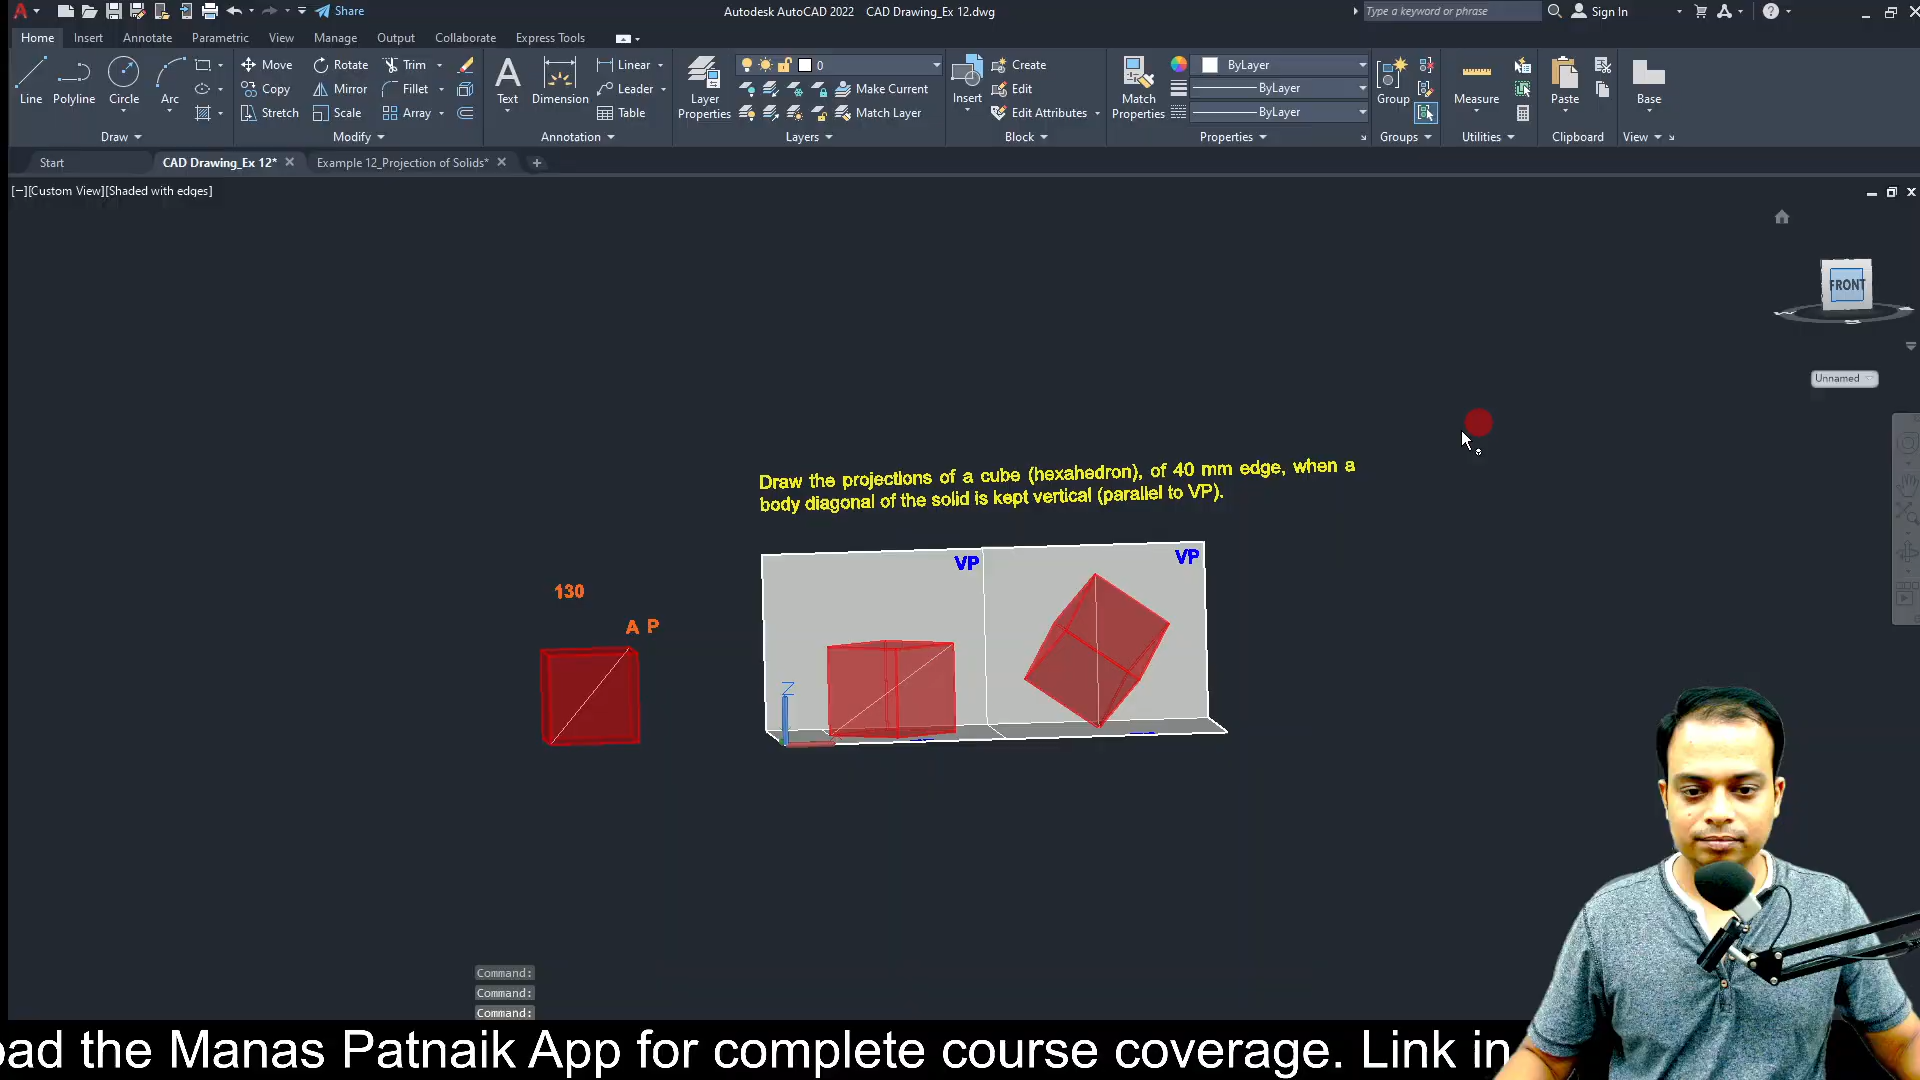 Share
Autodesk AutoCAD 2022 CAD Drawing_Ex 12.dwg
Type a keyword or phrase
Sign In
Home Insert Annotate Parametric View Manage Output Collaborate Express Tools
Line Polyline Circle Arc
Move Rotate Trim
Copy Mirror Fillet
Stretch Scale Array
Text Dimension
Linear
Leader
Table
Layer Properties
0
Make Current
Match Layer
Insert
Create
Edit
Edit Attributes
Match Properties
ByLayer
ByLayer
ByLayer
Group
Measure
Paste
Base
Draw Modify Annotation Layers Block Properties Groups Utilities Clipboard View
Start CAD Drawing_Ex 12* Example 12_Projection of Solids*
[−][Custom View][Shaded with edges]
FRONT
Unnamed
Draw the projections of a cube (hexahedron), of 40 mm edge, when a
body diagonal of the solid is kept vertical (parallel to VP).
VP VP
130
A P
Z
Command:
Command:
Command:
oad the Manas Patnaik App for complete course coverage. Link in